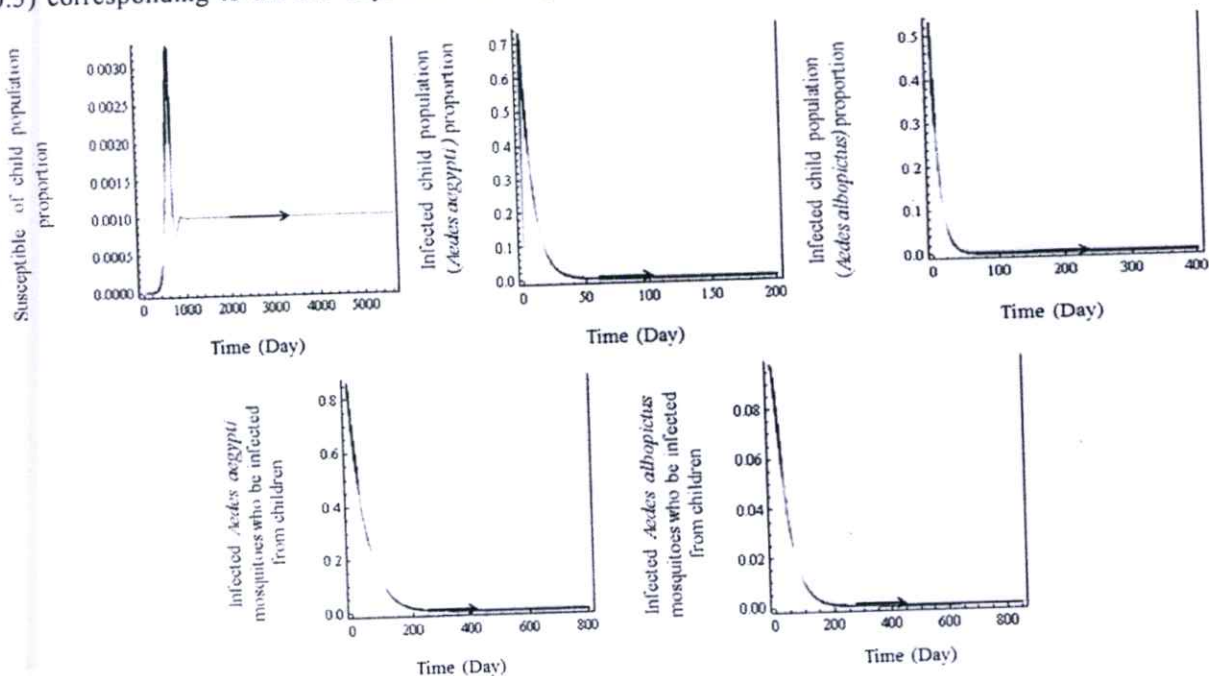 corresponding to
Susceptible of child population
proportion
0.0030
0.0025
0.0020
0.0015
0.0010
0.0005
0.0000
0 1000 2000 3000 4000 5000
Time (Day)
Infected child population
(Aedes aegypti) proportion
0.7
0.6
0.5
0.4
0.3
0.2
0.1
0.0
0 50 100 150 200
Time (Day)
Infected child population
(Aedes albopictus) proportion
0.5
0.4
0.3
0.2
0.1
0.0
0 100 200 300 400
Time (Day)
Infected Aedes aegypti
mosquitoes who be infected
from children
0.8
0.6
0.4
0.2
0.0
0 200 400 600 800
Time (Day)
Infected Aedes albopictus
mosquitoes who be infected
from children
0.08
0.06
0.04
0.02
0.00
0 200 400 600 800
Time (Day)